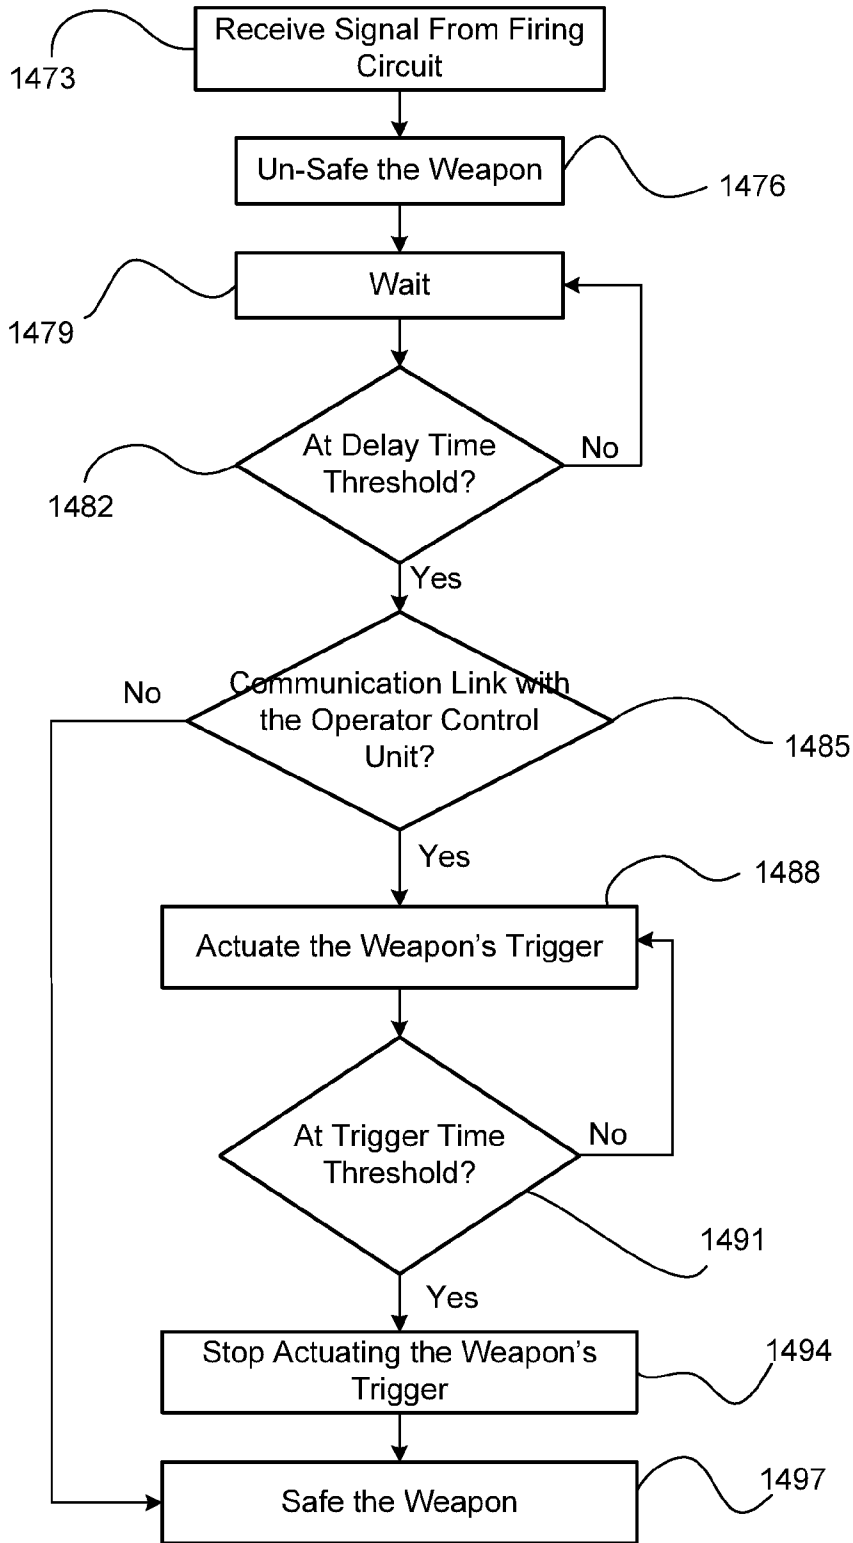 Receive Signal From Firing
Circuit
1473
Un-Safe the Weapon
1476
Wait
1479
At Delay Time
Threshold?
No
1482
Yes
Communication Link with
the Operator Control
Unit?
No
1485
Yes
1488
Actuate the Weapon's Trigger
At Trigger Time
Threshold?
No
1491
Yes
Stop Actuating the Weapon's
Trigger
1494
Safe the Weapon
1497